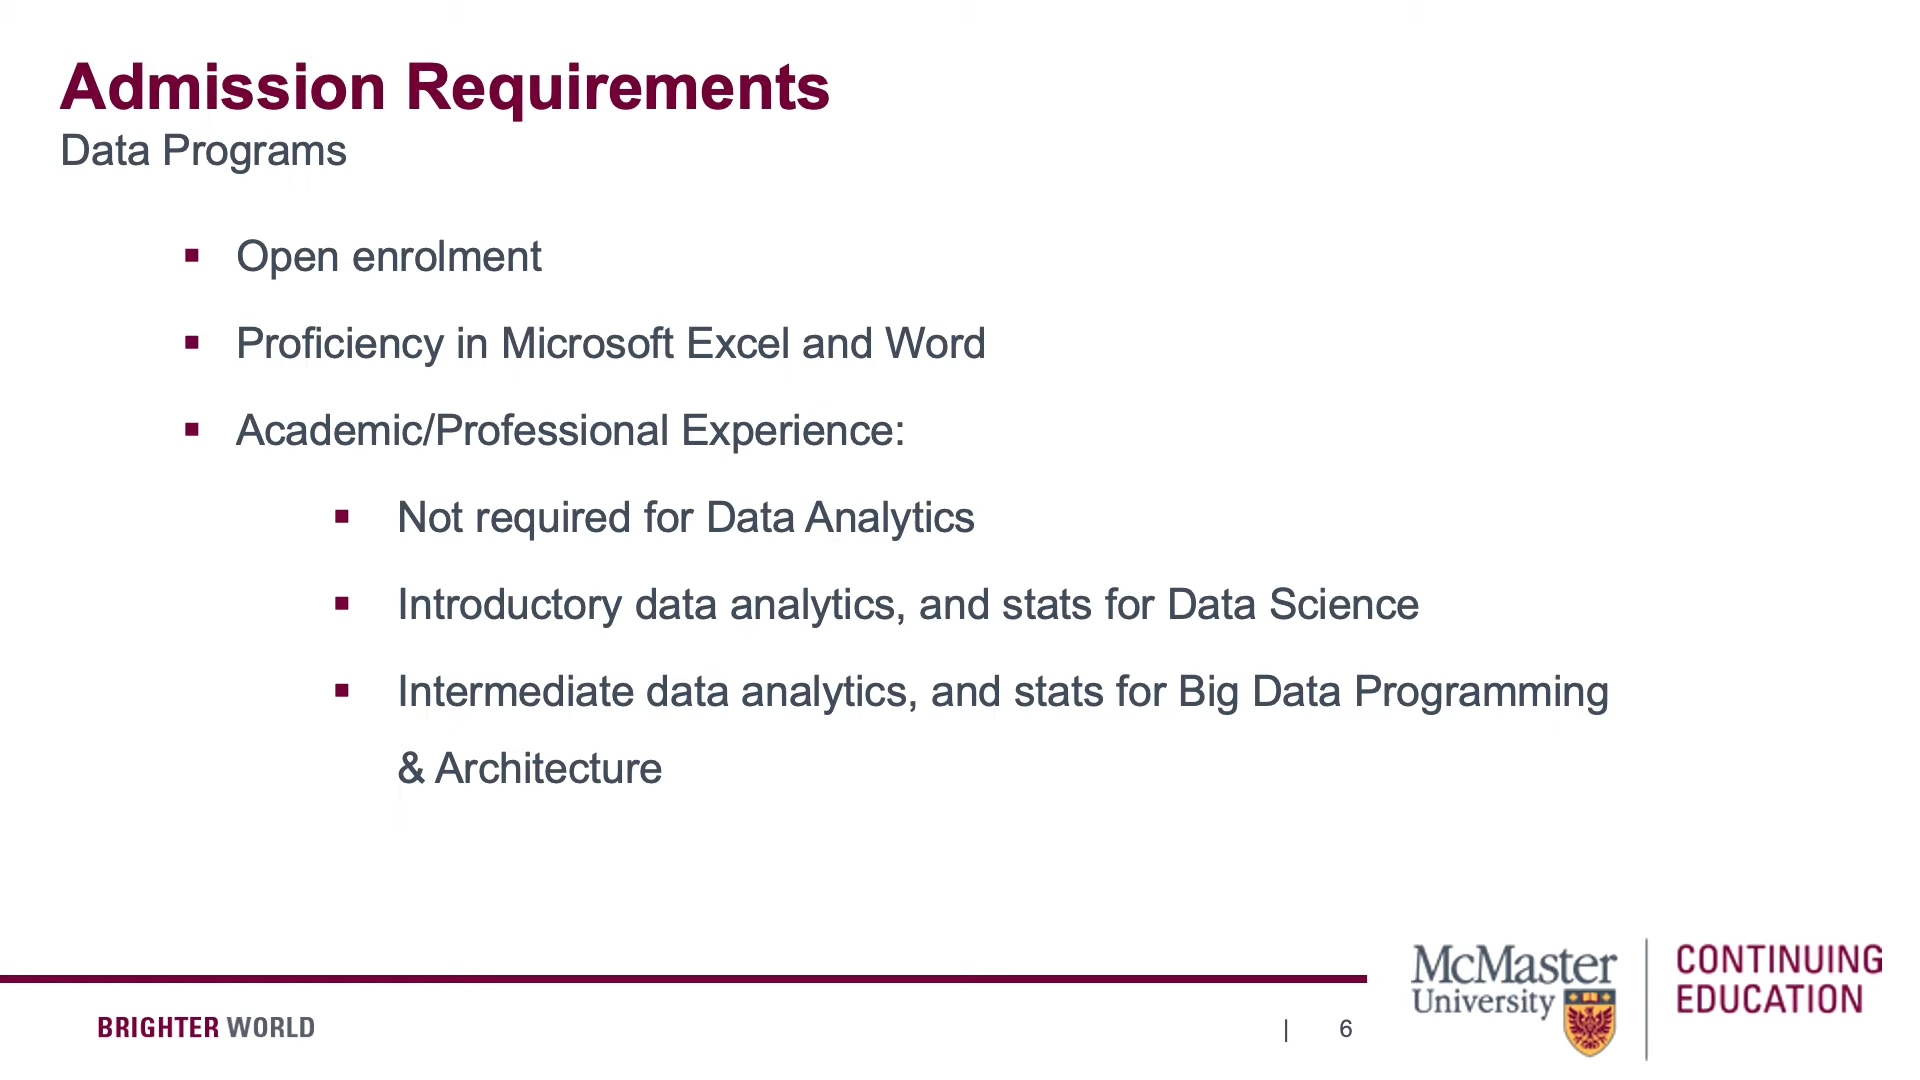 Admission Requirements
Data Programs
▪ Open enrolment
▪ Proficiency in Microsoft Excel and Word
▪ Academic/Professional Experience:
▪ Not required for Data Analytics
▪ Introductory data analytics, and stats for Data Science
▪ Intermediate data analytics, and stats for Big Data Programming
& Architecture
BRIGHTER WORLD
| 6
McMaster
University
CONTINUING
EDUCATION